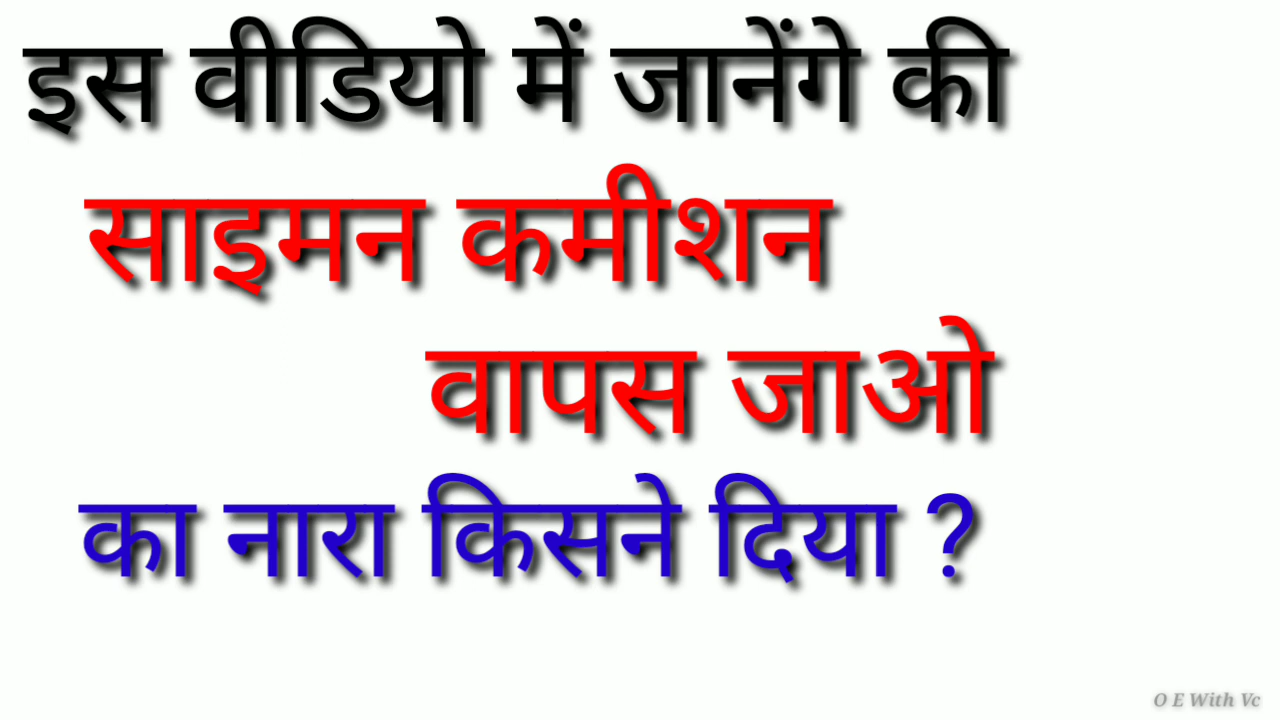 इस वीडियो में जानेंगे की
साइमन कमीशन
वापस जाओ
का नारा किसने दिया ?
O E With Vc